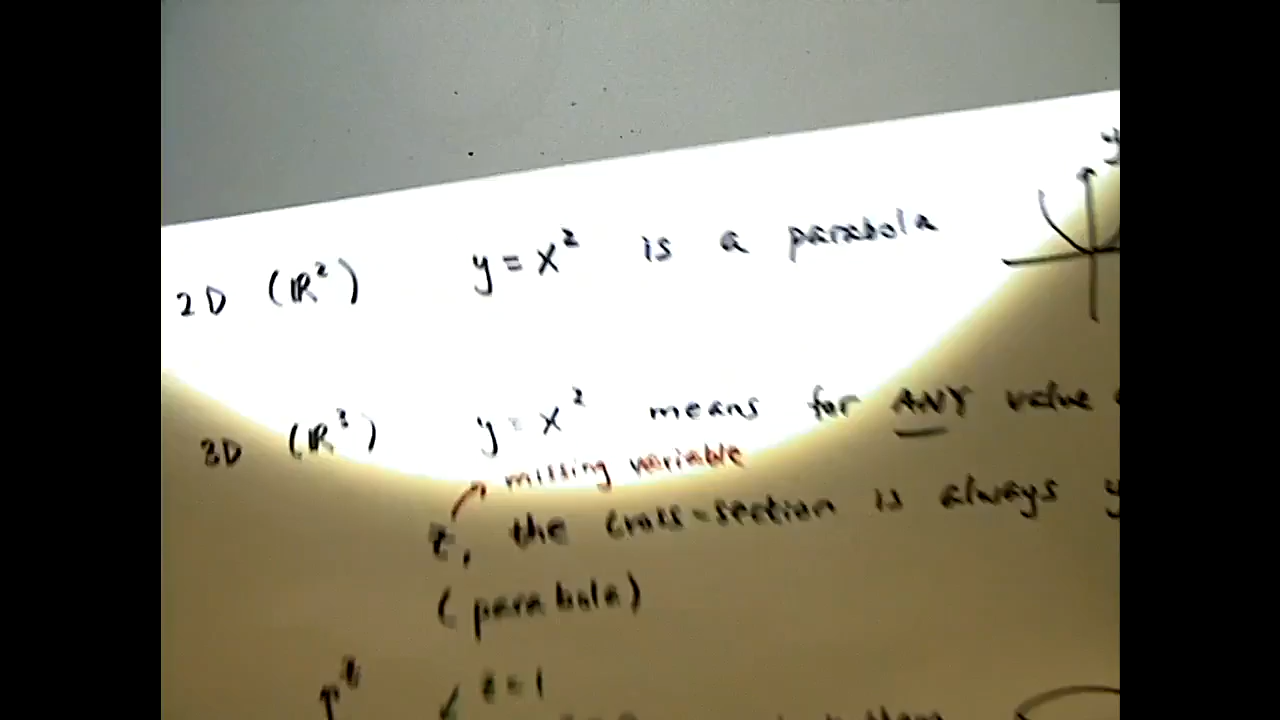 2D (ℝ²) y = x² is a parabola
y
3D (ℝ³) y = x² means for ANY value
missing variable
z, the cross-section is always y
(parabola)
z z = 1